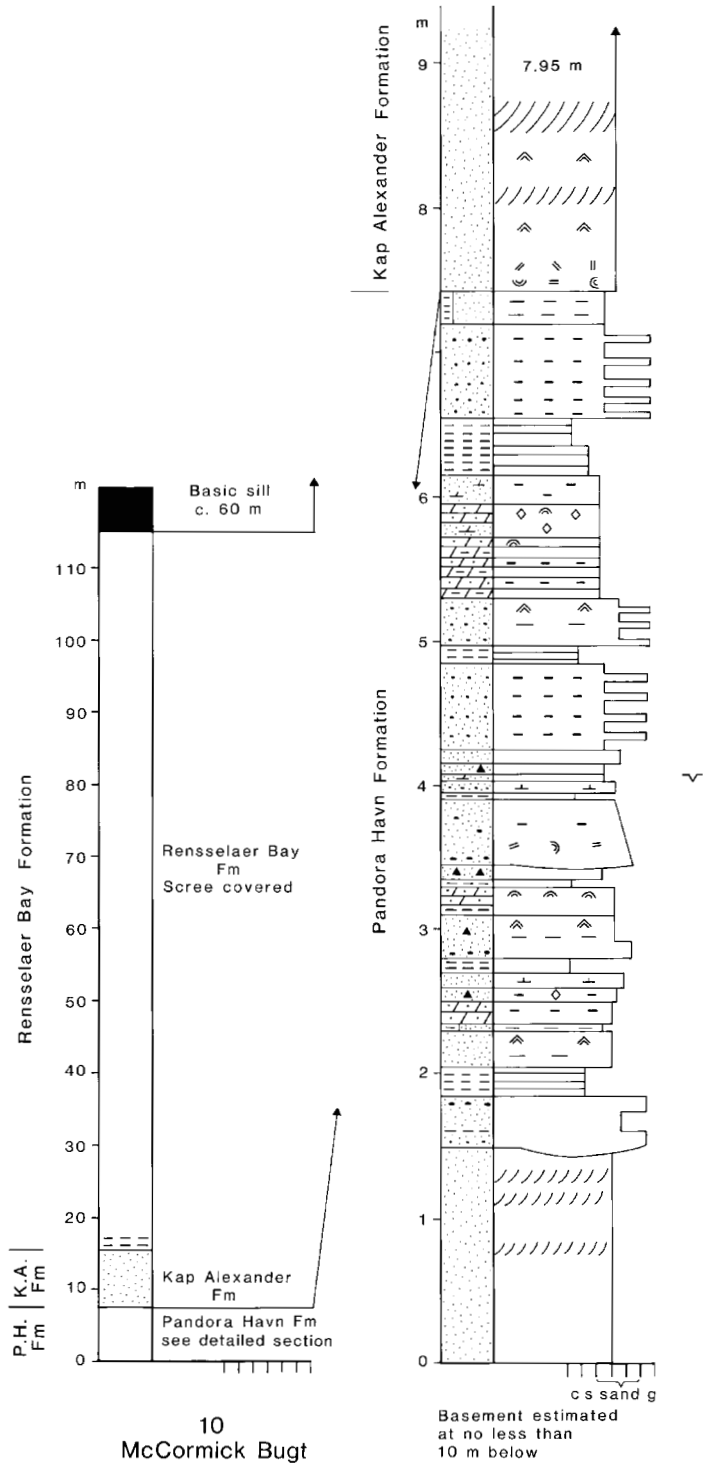 m
110
100
90
80
70
60
50
40
30
20
10
0
Rensselaer Bay Formation
K.A.
Fm
P.H.
Fm
Basic sill
c. 60 m
Rensselaer Bay
Fm
Scree covered
Kap Alexander
Fm
Pandora Havn Fm
see detailed section
10
McCormick Bugt
m
9
8
6
5
4
3
2
1
0
Kap Alexander Formation
Pandora Havn Formation
7.95 m
c s sand g
Basement estimated
at no less than
10 m below